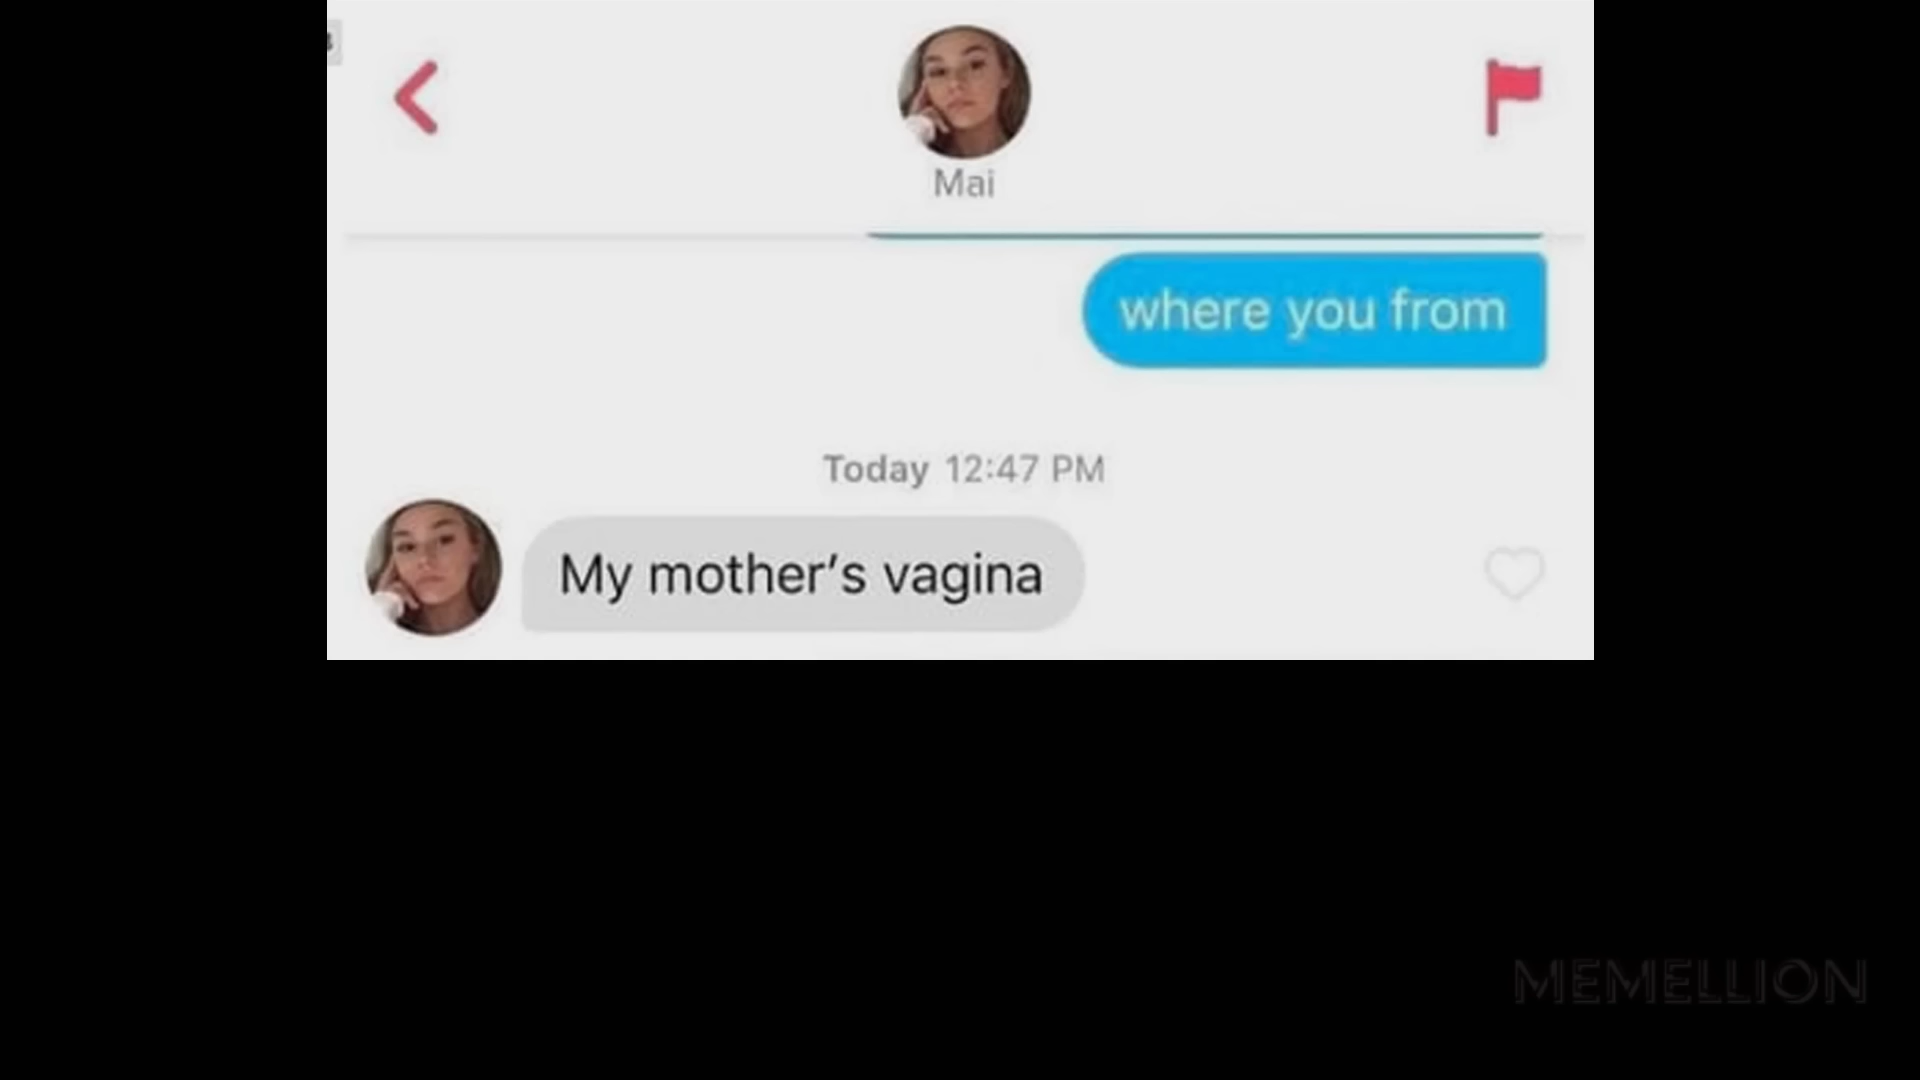 Mai
where you from
Today 12:47 PM
My mother’s vagina
MEMELLION